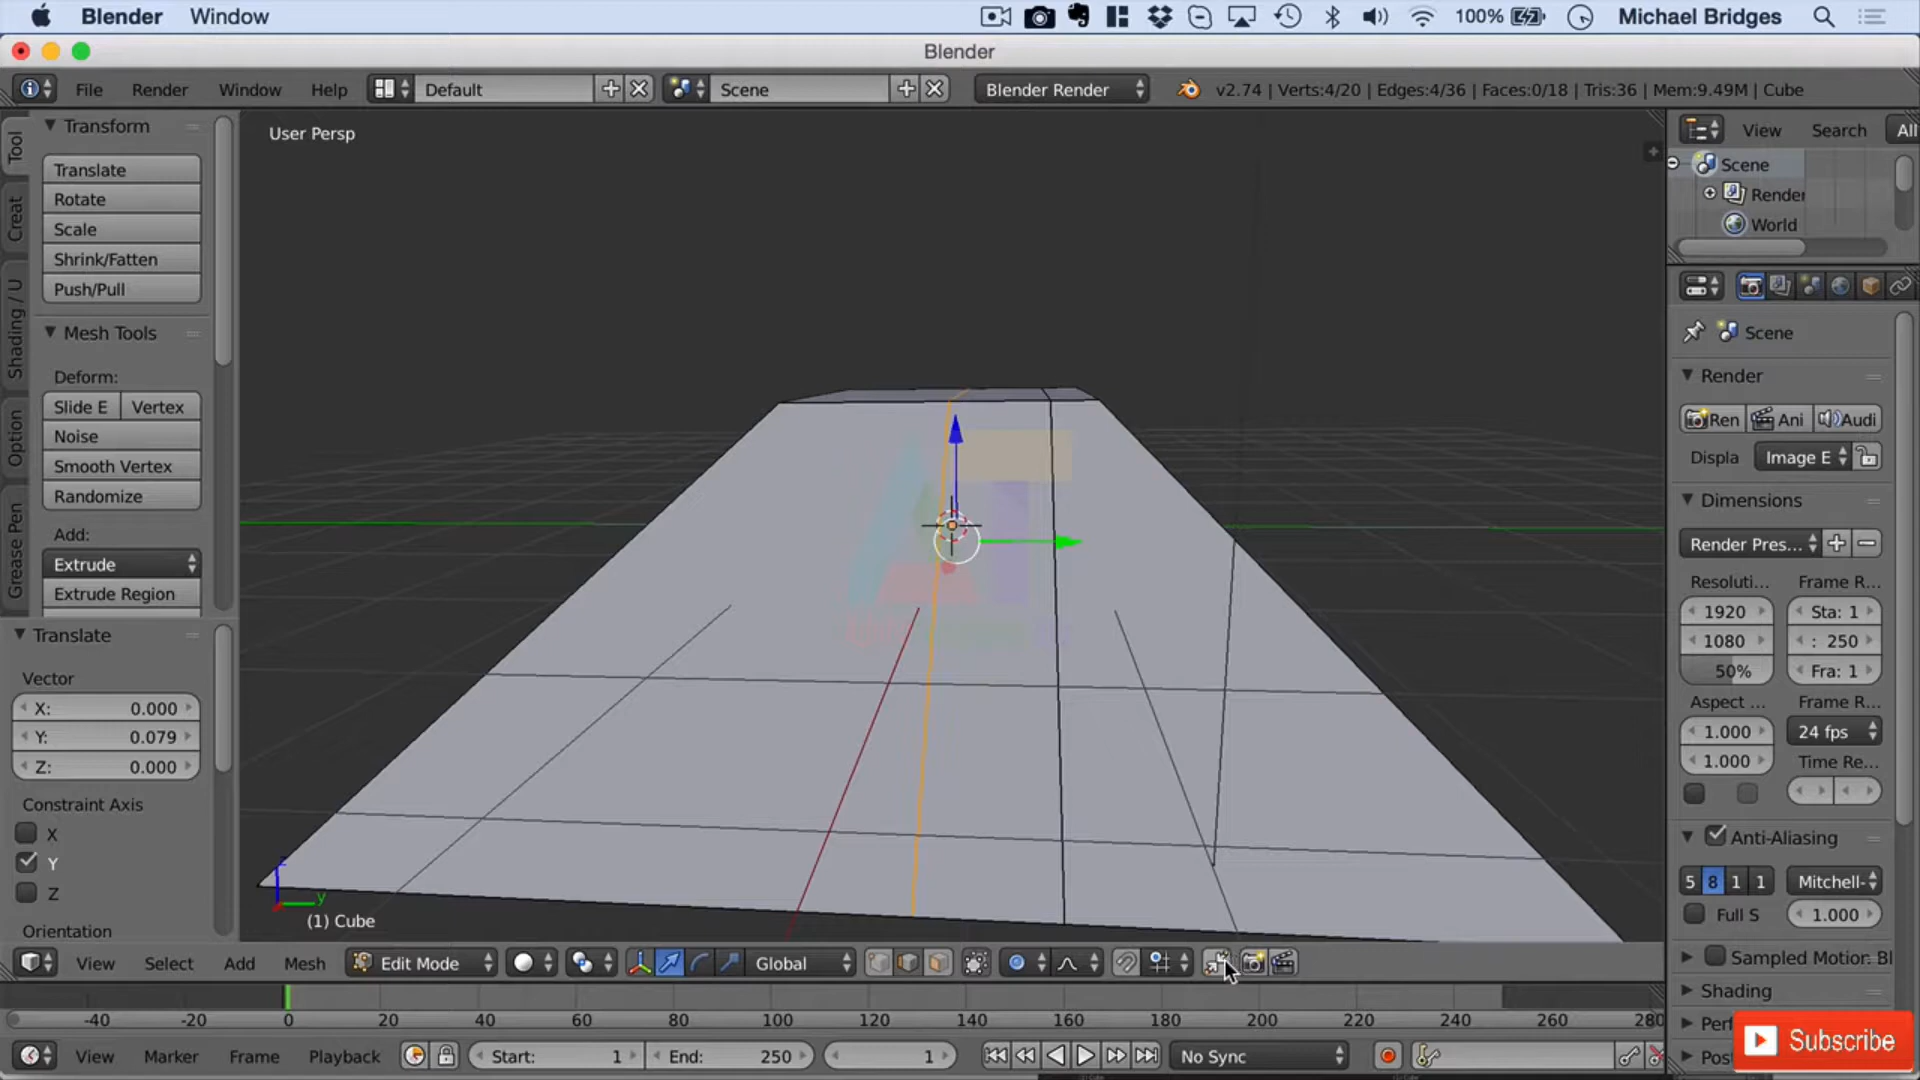 Blender Window 100% Michael Bridges
Blender
File Render Window Help Default Scene Blender Render v2.74 | Verts:4/20 | Edges:4/36 | Faces:0/18 | Tris:36 | Mem:9.49M | Cube
Tool
Creat
Shading / U
Option
Grease Pen
Transform
Translate
Rotate
Scale
Shrink/Fatten
Push/Pull
Mesh Tools
Deform:
Slide E Vertex
Noise
Smooth Vertex
Randomize
Add:
Extrude
Extrude Region
Translate
Vector
X: 0.000
Y: 0.079
Z: 0.000
Constraint Axis
X
Y
Z
Orientation
User Persp
y
(1) Cube
View Search All
Scene
Render
World
Scene
Render
Ren Ani Audi
Displa Image E
Dimensions
Render Pres...
Resoluti... Frame R...
1920 Sta: 1
1080 : 250
50% Fra: 1
Aspect ... Frame R...
1.000 24 fps
1.000 Time Re...
Anti-Aliasing
5 8 1 1 Mitchell-
Full S 1.000
Sampled Motion Bl
Shading
Perf
Post
Subscribe
View Select Add Mesh Edit Mode Global
-40 -20 0 20 40 60 80 100 120 140 160 180 200 220 240 260 280
View Marker Frame Playback Start: 1 End: 250 1 No Sync